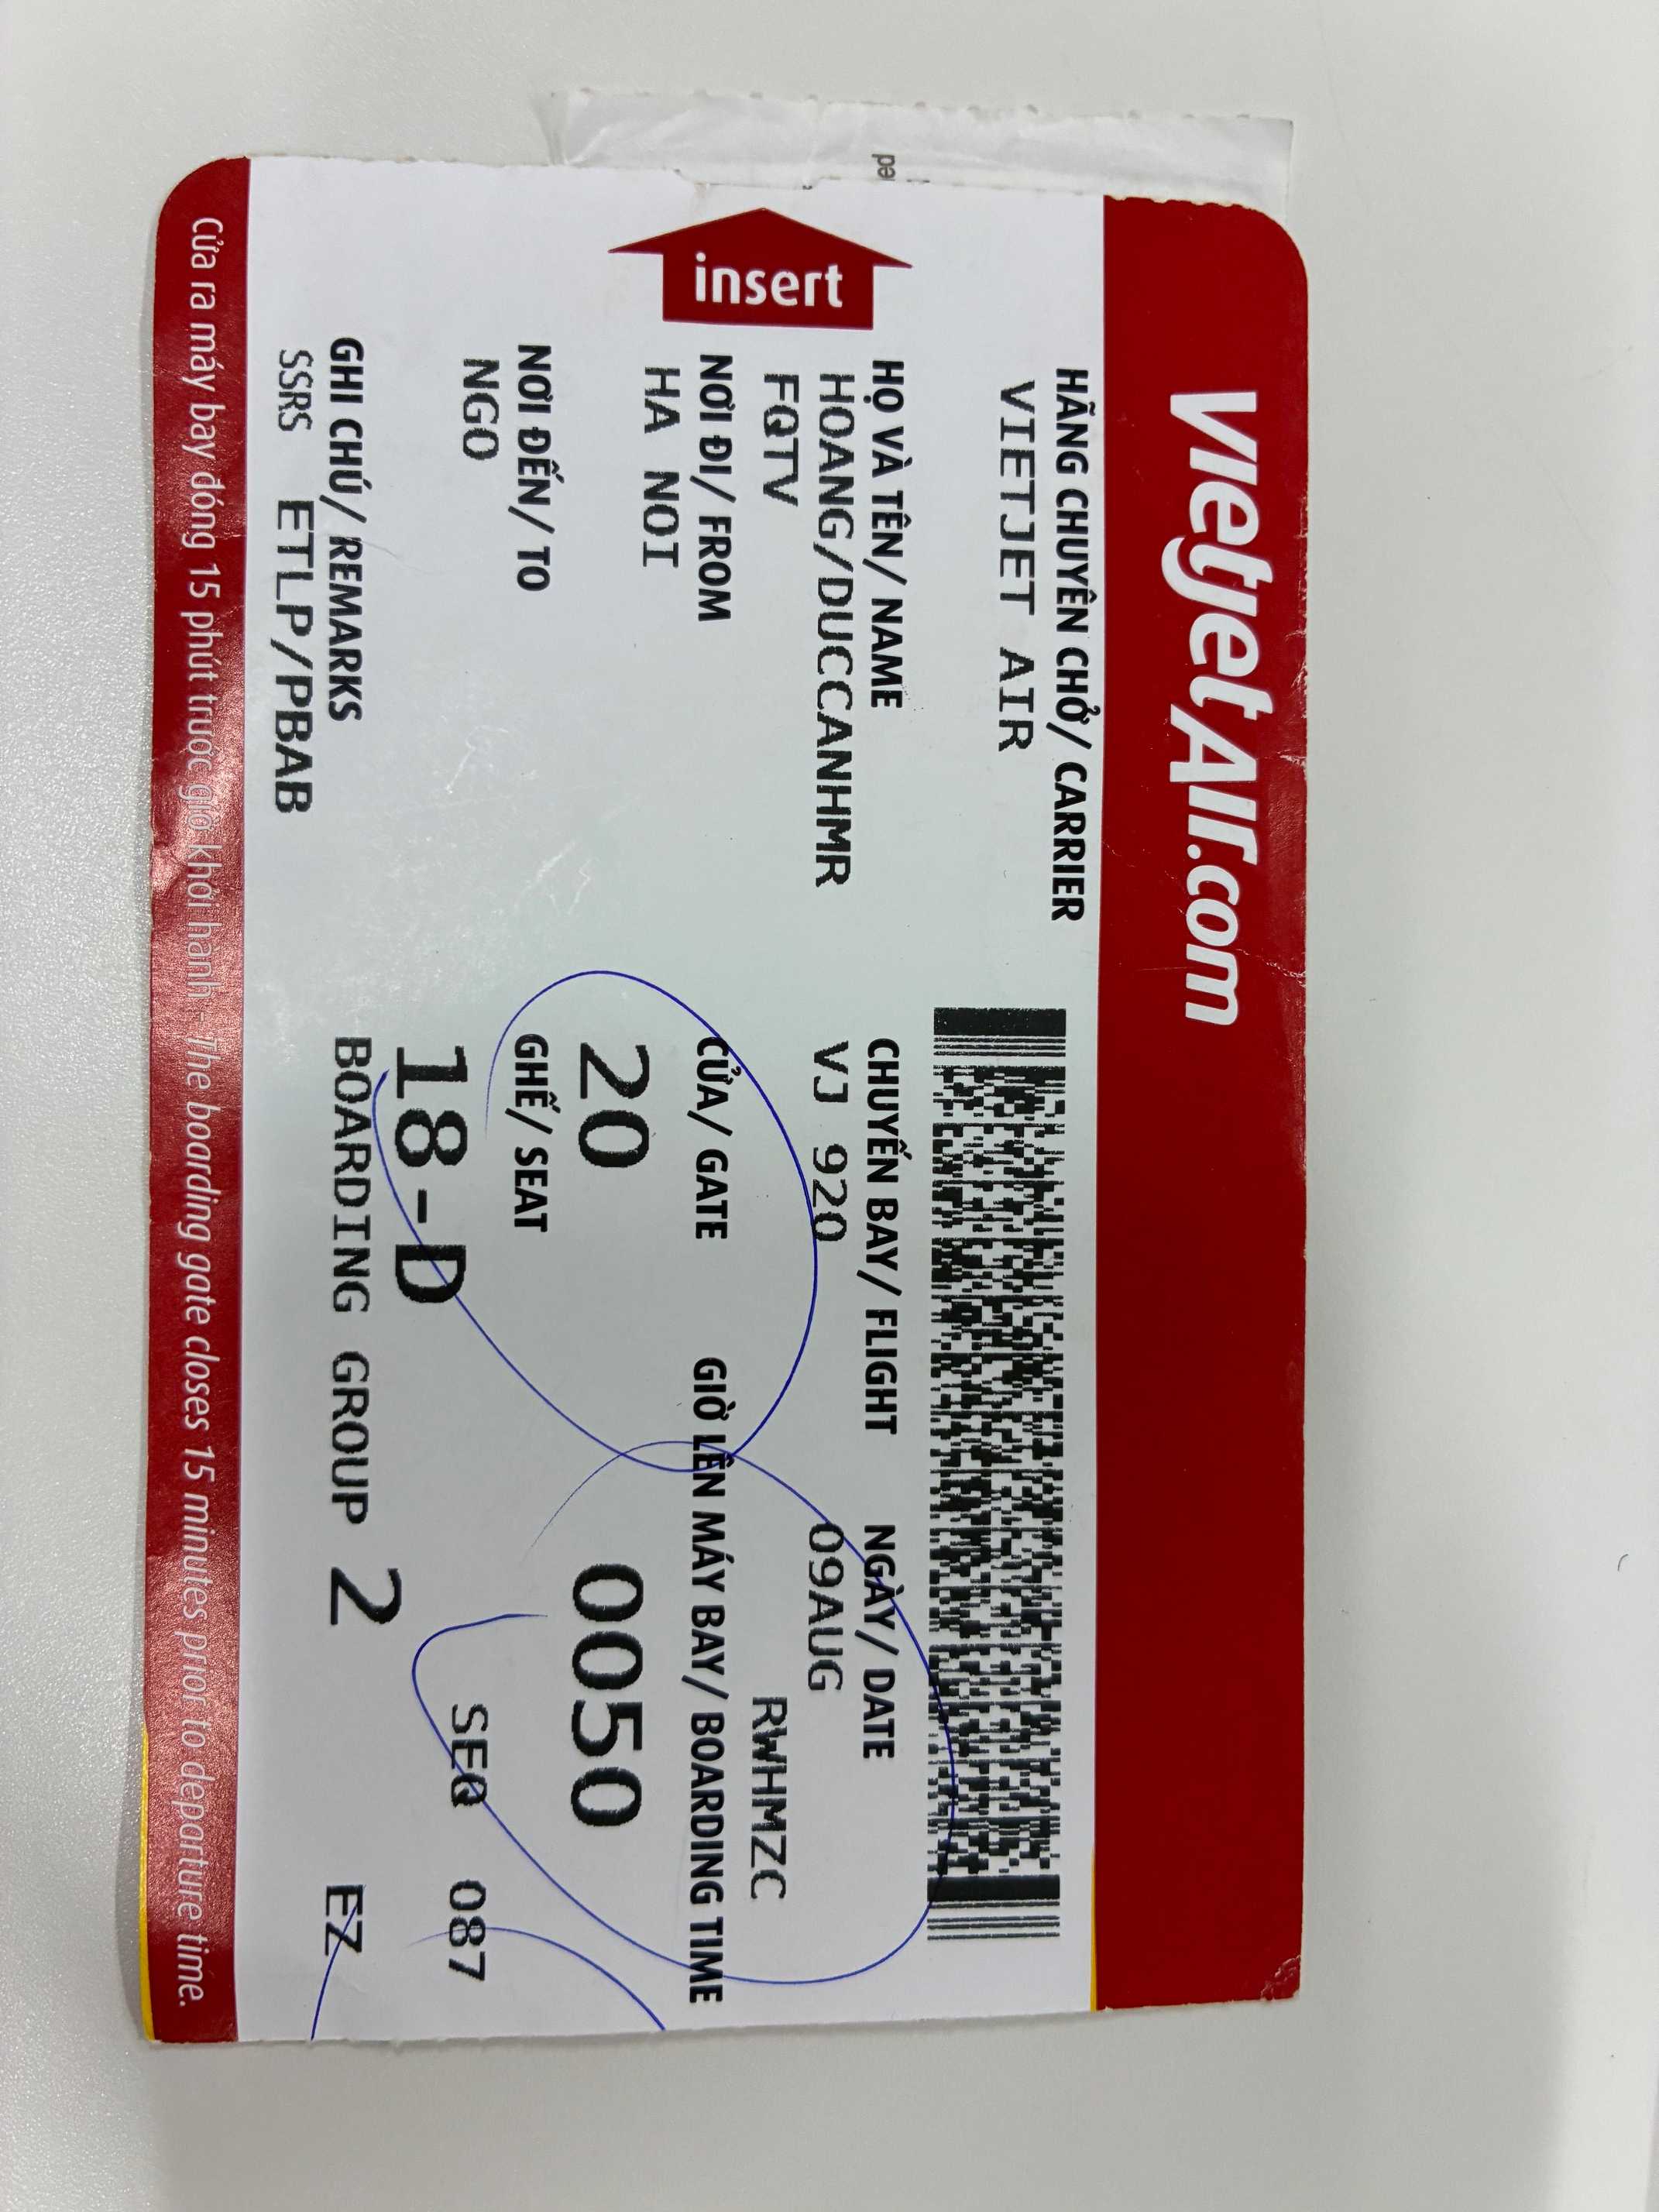 vietjetAir.com
HÃNG CHUYÊN CHỞ/ CARRIER
VIETJET AIR
HỌ VÀ TÊN/ NAME
HOANG/DUCCANHMR
FQTV
NƠI ĐI/ FROM
HA NOI
NƠI ĐẾN/ TO
NGO
GHI CHÚ/ REMARKS
SSRS ETLP/PBAB
insert
CHUYẾN BAY/ FLIGHT
VJ 920
NGÀY/ DATE
09AUG
RWHMZC
CỬA/ GATE
20
GIỜ LÊN MÁY BAY/ BOARDING TIME
0050
GHẾ/ SEAT
18-D
SEQ 087
BOARDING GROUP 2 EZ
Cửa ra máy bay đóng 15 phút trước giờ khởi hành - The boarding gate closes 15 minutes prior to departure time.